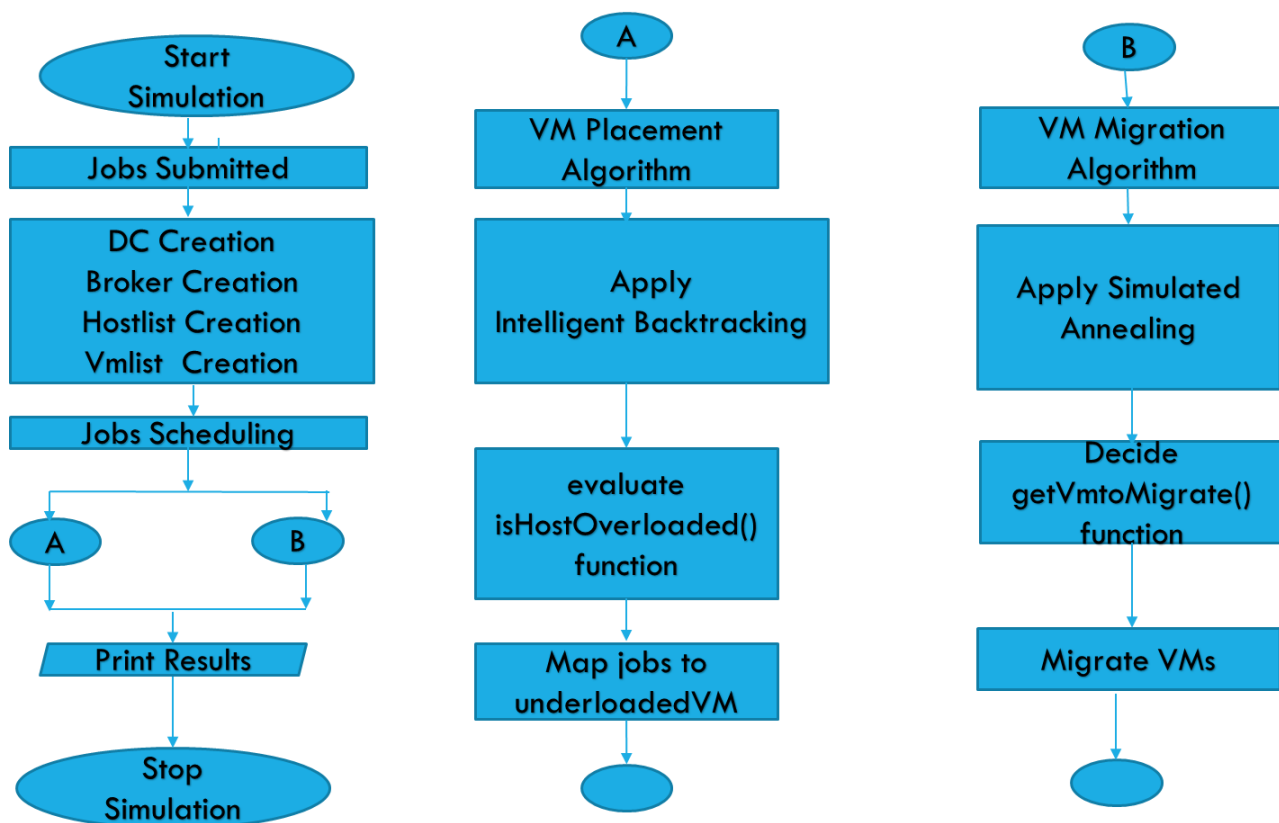 Start
Simulation
Jobs Submitted
DC Creation
Broker Creation
Hostlist Creation
Vmlist  Creation
Jobs Scheduling
A
B
Print Results
Stop
Simulation
A
VM Placement
Algorithm
Apply
Intelligent Backtracking
evaluate
isHostOverloaded()
function
Map jobs to
underloadedVM
B
VM Migration
Algorithm
Apply Simulated
Annealing
Decide
getVmtoMigrate()
function
Migrate VMs